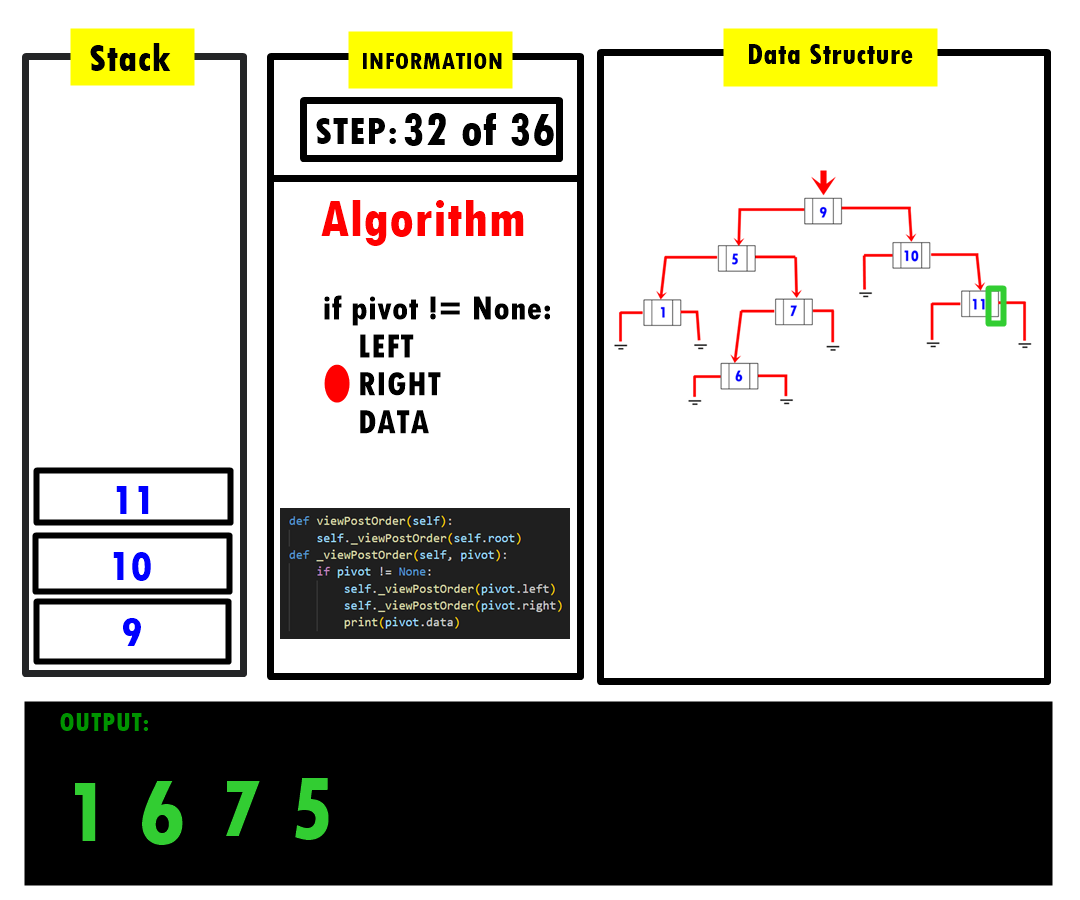 Stack
11
10
9
INFORMATION
STEP: 32 of 36
Algorithm
if pivot != None:
LEFT
RIGHT
DATA
def viewPostOrder(self):
self._viewPostOrder(self.root)
def _viewPostOrder(self, pivot):
if pivot != None:
self._viewPostOrder(pivot.left)
self._viewPostOrder(pivot.right)
print(pivot.data)
Data Structure
9
5
10
1
7
11
6
OUTPUT:
1 6 7 5